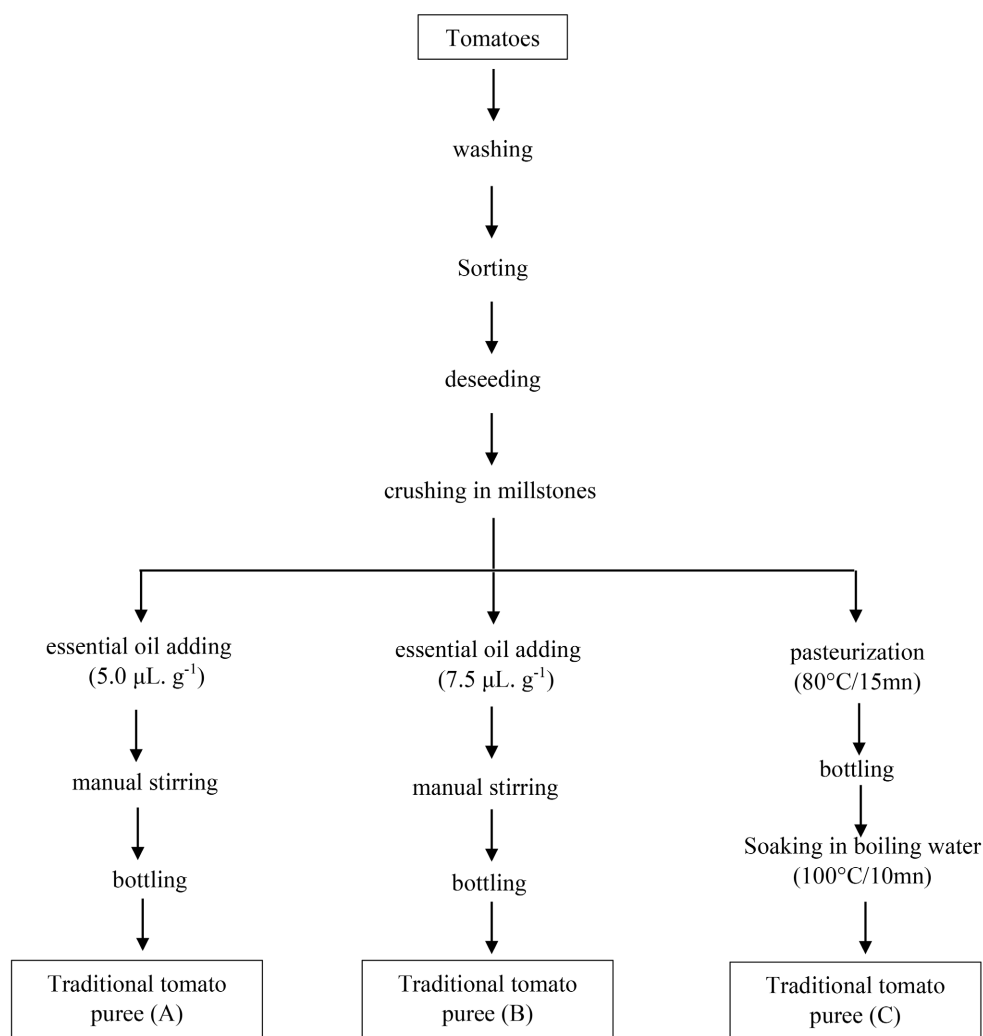 Tomatoes
washing
Sorting
deseeding
crushing in millstones
essential oil adding
(5.0 µL. g⁻¹)
manual stirring
bottling
Traditional tomato
puree (A)
essential oil adding
(7.5 µL. g⁻¹)
manual stirring
bottling
Traditional tomato
puree (B)
pasteurization
(80°C/15mn)
bottling
Soaking in boiling water
(100°C/10mn)
Traditional tomato
puree (C)